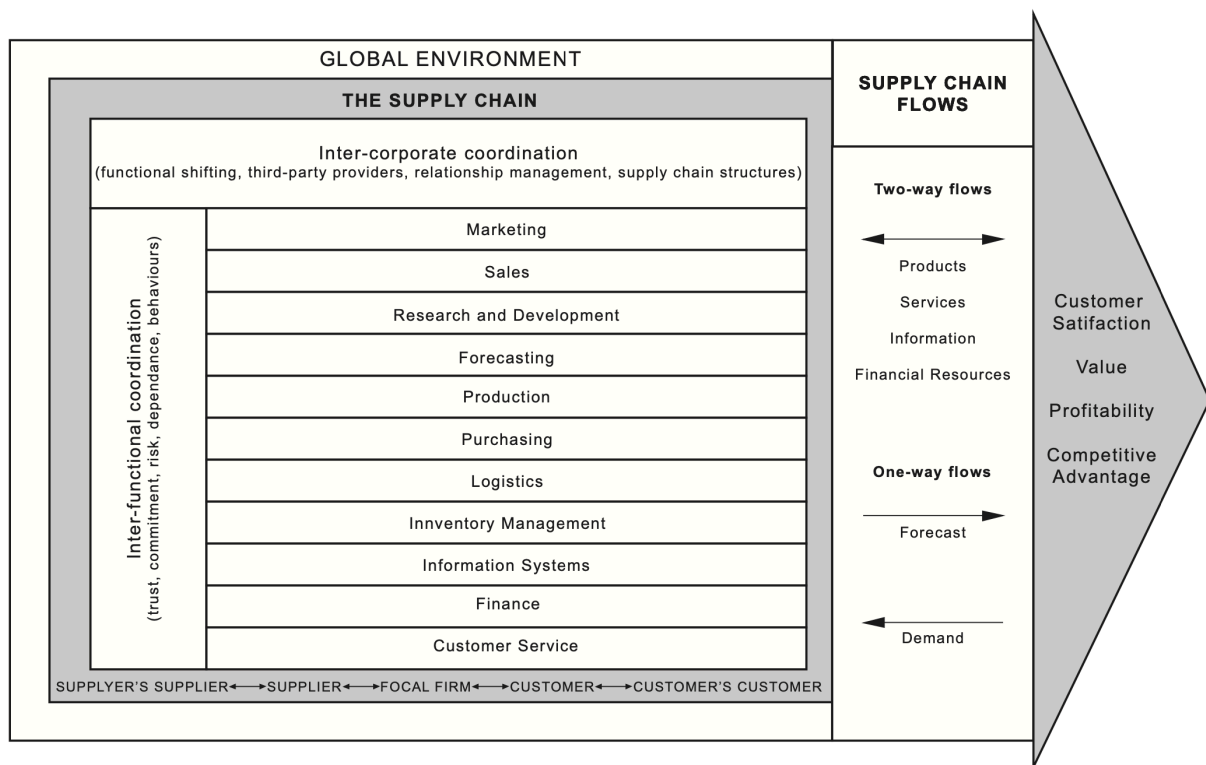 GLOBAL ENVIRONMENT
THE SUPPLY CHAIN
Inter-corporate coordination
(functional shifting, third-party providers, relationship management, supply chain structures)
Inter-functional coordination
(trust, commitment, risk, dependance, behaviours)
Marketing
Sales
Research and Development
Forecasting
Production
Purchasing
Logistics
Innventory Management
Information Systems
Finance
Customer Service
SUPPLYER'S SUPPLIER SUPPLIER FOCAL FIRM CUSTOMER CUSTOMER'S CUSTOMER
SUPPLY CHAIN
FLOWS
Two-way flows
Products
Services
Information
Financial Resources
One-way flows
Forecast
Demand
Customer
Satifaction
Value
Profitability
Competitive
Advantage